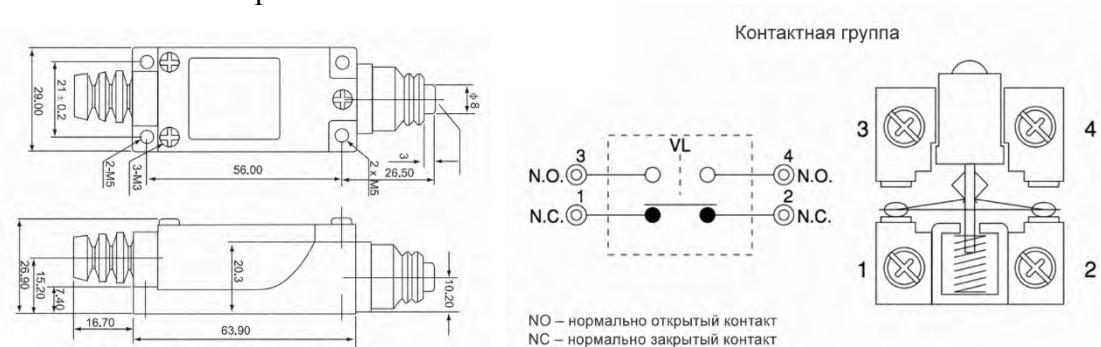 29.00
21 ± 0.2
2-M5
3-M3
56.00
2 x M5
3
26.50
ф 8
26.90
15.20
7.40
16.70
63.90
20.3
10.20
Контактная группа
VL
3
4
N.O.
N.O.
1
2
N.C.
N.C.
3
4
1
2
NO – нормально открытый контакт
NC – нормально закрытый контакт